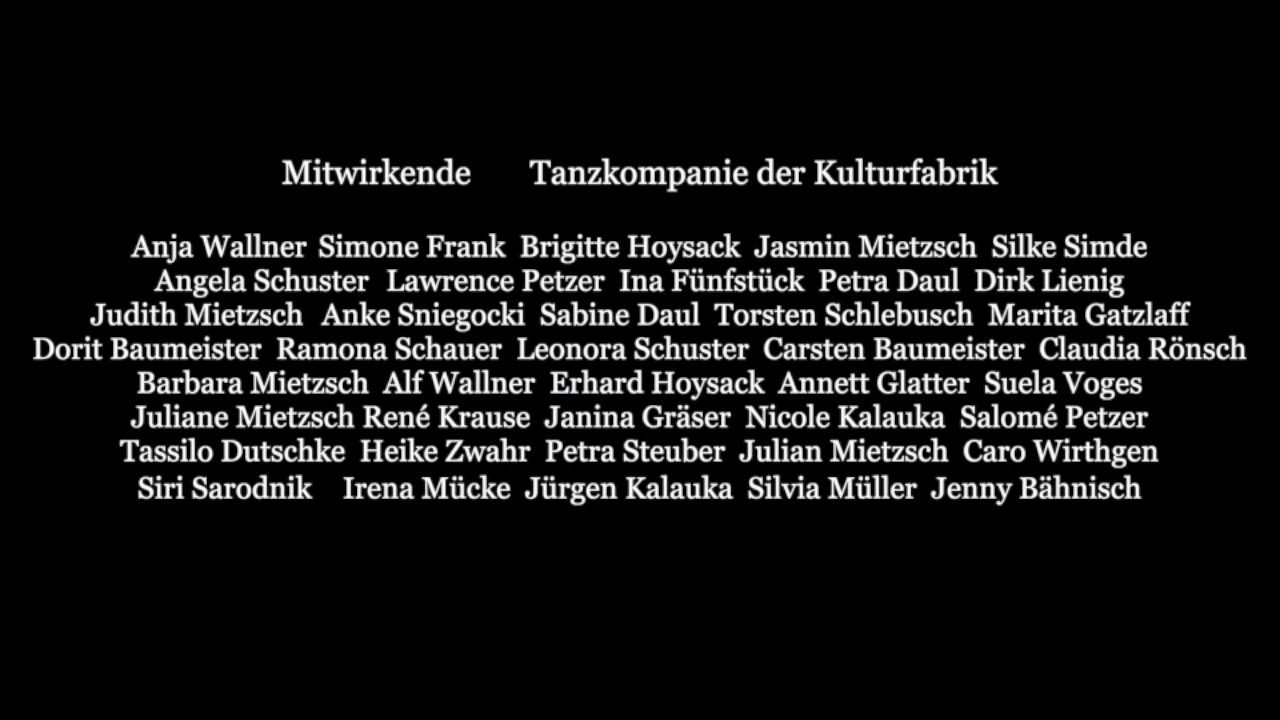 Mitwirkende Tanzkompanie der Kulturfabrik
Anja Wallner Simone Frank Brigitte Hoysack Jasmin Mietzsch Silke Simde
Angela Schuster Lawrence Petzer Ina Fünfstück Petra Daul Dirk Lienig
Judith Mietzsch Anke Sniegocki Sabine Daul Torsten Schlebusch Marita Gatzlaff
Dorit Baumeister Ramona Schauer Leonora Schuster Carsten Baumeister Claudia Rönsch
Barbara Mietzsch Alf Wallner Erhard Hoysack Annett Glatter Suela Voges
Juliane Mietzsch René Krause Janina Gräser Nicole Kalauka Salomé Petzer
Tassilo Dutschke Heike Zwahr Petra Steuber Julian Mietzsch Caro Wirthgen
Siri Sarodnik Irena Mücke Jürgen Kalauka Silvia Müller Jenny Bähnisch